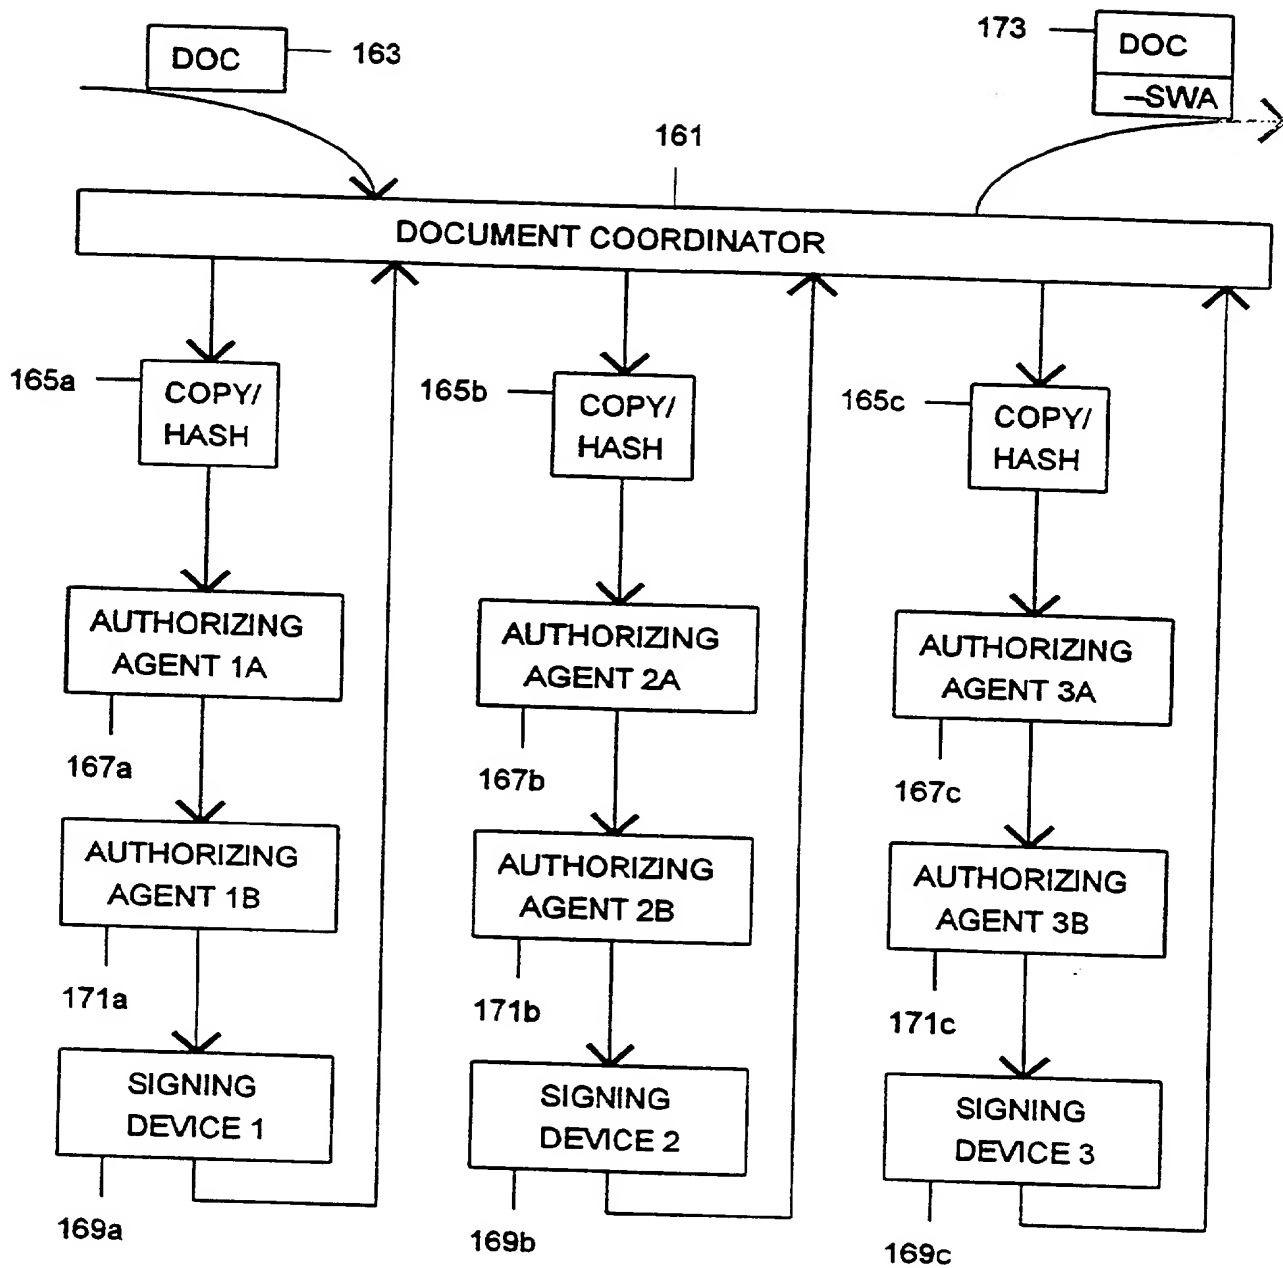 DOC
163
173
DOC
–SWA
161
DOCUMENT COORDINATOR
165a
COPY/
HASH
165b
COPY/
HASH
165c
COPY/
HASH
AUTHORIZING
AGENT 1A
AUTHORIZING
AGENT 2A
AUTHORIZING
AGENT 3A
167a
167b
167c
AUTHORIZING
AGENT 1B
AUTHORIZING
AGENT 2B
AUTHORIZING
AGENT 3B
171a
171b
171c
SIGNING
DEVICE 1
SIGNING
DEVICE 2
SIGNING
DEVICE 3
169a
169b
169c